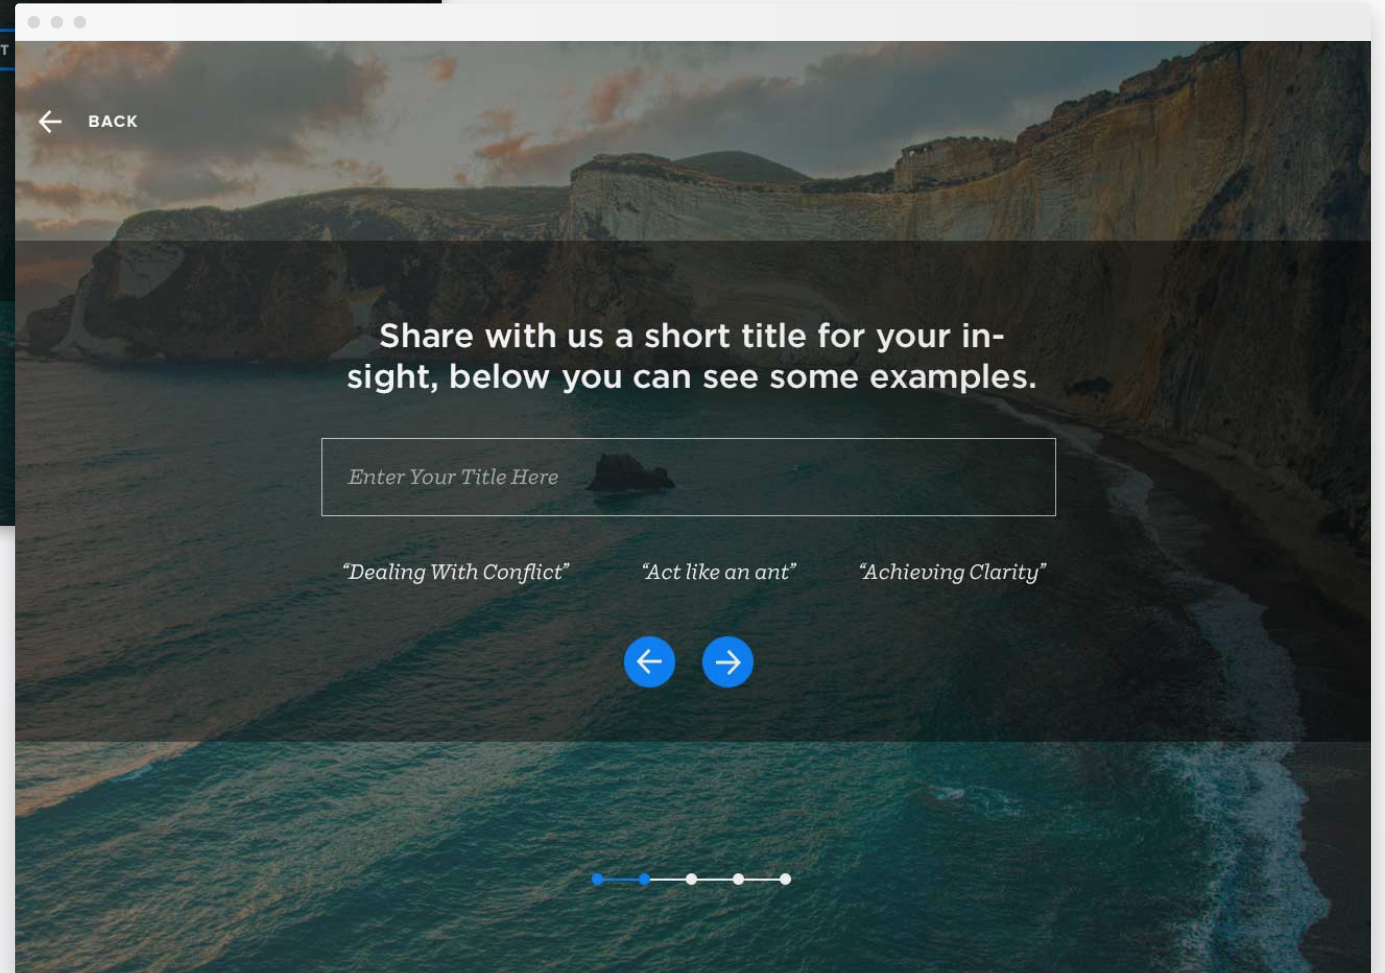 T
BACK
Share with us a short title for your in-
sight, below you can see some examples.
Enter Your Title Here
“Dealing With Conflict” “Act like an ant” “Achieving Clarity”